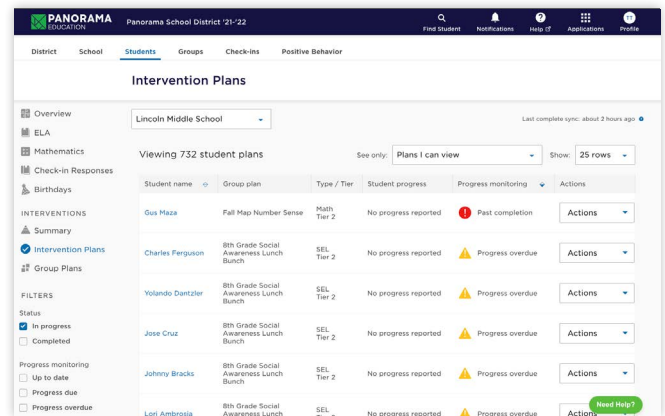 PANORAMA
EDUCATION
Panorama School District '21-'22
Find Student
Notifications
Help
Applications
TT
Profile
District School Students Groups Check-ins Positive Behavior
Intervention Plans
Overview
ELA
Mathematics
Check-in Responses
Birthdays
INTERVENTIONS
Summary
Intervention Plans
Group Plans
FILTERS
Status
In progress
Completed
Progress monitoring
Up to date
Progress due
Progress overdue
Lincoln Middle School
Last complete sync: about 2 hours ago
Viewing 732 student plans
See only: Plans I can view
Show: 25 rows
Student name Group plan Type / Tier Student progress Progress monitoring Actions
Gus Maza Fall Map Number Sense Math
Tier 2 No progress reported Past completion Actions
Charles Ferguson 8th Grade Social
Awareness Lunch
Bunch SEL
Tier 2 No progress reported Progress overdue Actions
Yolando Dantzler 8th Grade Social
Awareness Lunch
Bunch SEL
Tier 2 No progress reported Progress overdue Actions
Jose Cruz 8th Grade Social
Awareness Lunch
Bunch SEL
Tier 2 No progress reported Progress overdue Actions
Johnny Bracks 8th Grade Social
Awareness Lunch
Bunch SEL
Tier 2 No progress reported Progress overdue Actions
Lori Ambrosia 8th Grade Social
Awareness Lunch
SEL
No progress reported Progress overdue Actions
Need Help?